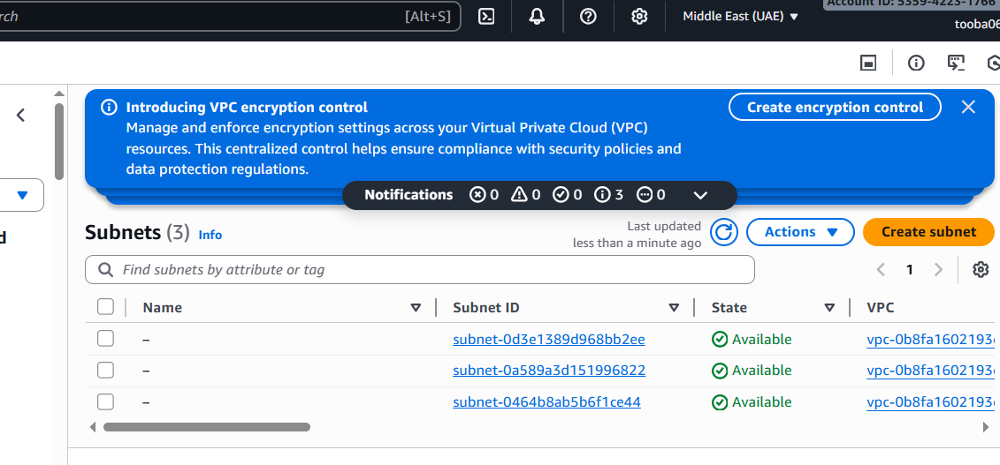 rch
[Alt+S]
Middle East (UAE)
Account ID: 5359-4223-1766
tooba06
Introducing VPC encryption control
Manage and enforce encryption settings across your Virtual Private Cloud (VPC)
resources. This centralized control helps ensure compliance with security policies and
data protection regulations.
Create encryption control
Notifications 0 0 0 3 0
d
Subnets (3) Info
Last updated
less than a minute ago
Actions
Create subnet
Find subnets by attribute or tag
1
Name Subnet ID State VPC
– subnet-0d3e1389d968bb2ee Available vpc-0b8fa1602193
– subnet-0a589a3d151996822 Available vpc-0b8fa1602193
– subnet-0464b8ab5b6f1ce44 Available vpc-0b8fa1602193